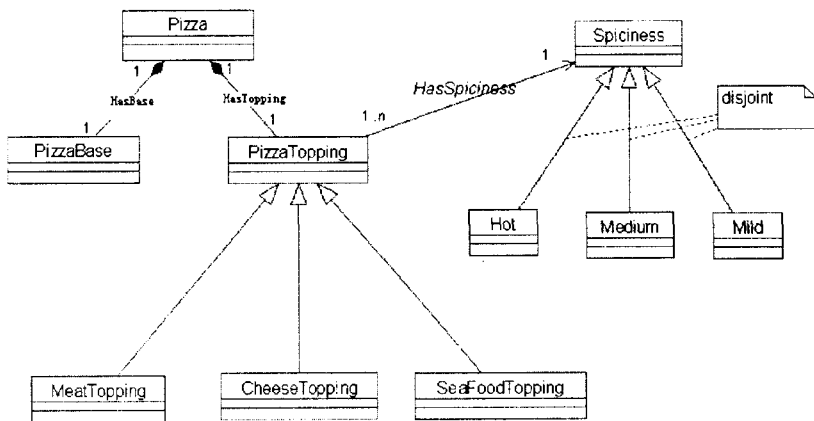 Pizza
Spiciness
1
1
1
HasBase
HasTopping
HasSpiciness
disjoint
1
1
1..n
PizzaBase
PizzaTopping
Hot
Medium
Mild
MeatTopping
CheeseTopping
SeaFoodTopping